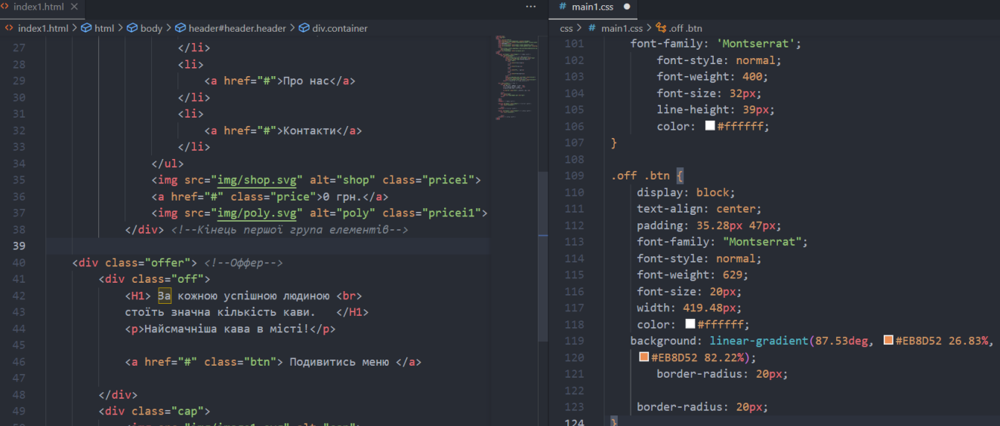 index1.html
index1.html > html > body > header#header.header > div.container
27 </li>
28 <li>
29 <a href="#">Про нас</a>
30 </li>
31 <li>
32 <a href="#">Контакти</a>
33 </li>
34 </ul>
35 <img src="img/shop.svg" alt="shop" class="pricei">
36 <a href="#" class="price">0 грн.</a>
37 <img src="img/poly.svg" alt="poly" class="pricei1">
38 </div> <!--Кінець першої група елементів-->
39
40 <div class="offer"> <!--Оффер-->
41 <div class="off">
42 <H1> За кожною успішною людиною <br>
43 стоїть значна кількість кави.   </H1>
44 <p>Найсмачніша кава в місті!</p>
45
46 <a href="#" class="btn"> Подивитись меню </a>
47
48 </div>
49 <div class="cap">
# main1.css
css > # main1.css > .off .btn
101 font-family: 'Montserrat';
102 font-style: normal;
103 font-weight: 400;
104 font-size: 32px;
105 line-height: 39px;
106 color: #ffffff;
107 }
108
109 .off .btn {
110 display: block;
111 text-align: center;
112 padding: 35.28px 47px;
113 font-family: "Montserrat";
114 font-style: normal;
115 font-weight: 629;
116 font-size: 20px;
117 width: 419.48px;
118 color: #ffffff;
119 background: linear-gradient(87.53deg, #EB8D52 26.83%,
120 #EB8D52 82.22%);
121 border-radius: 20px;
122
123 border-radius: 20px;
124 }